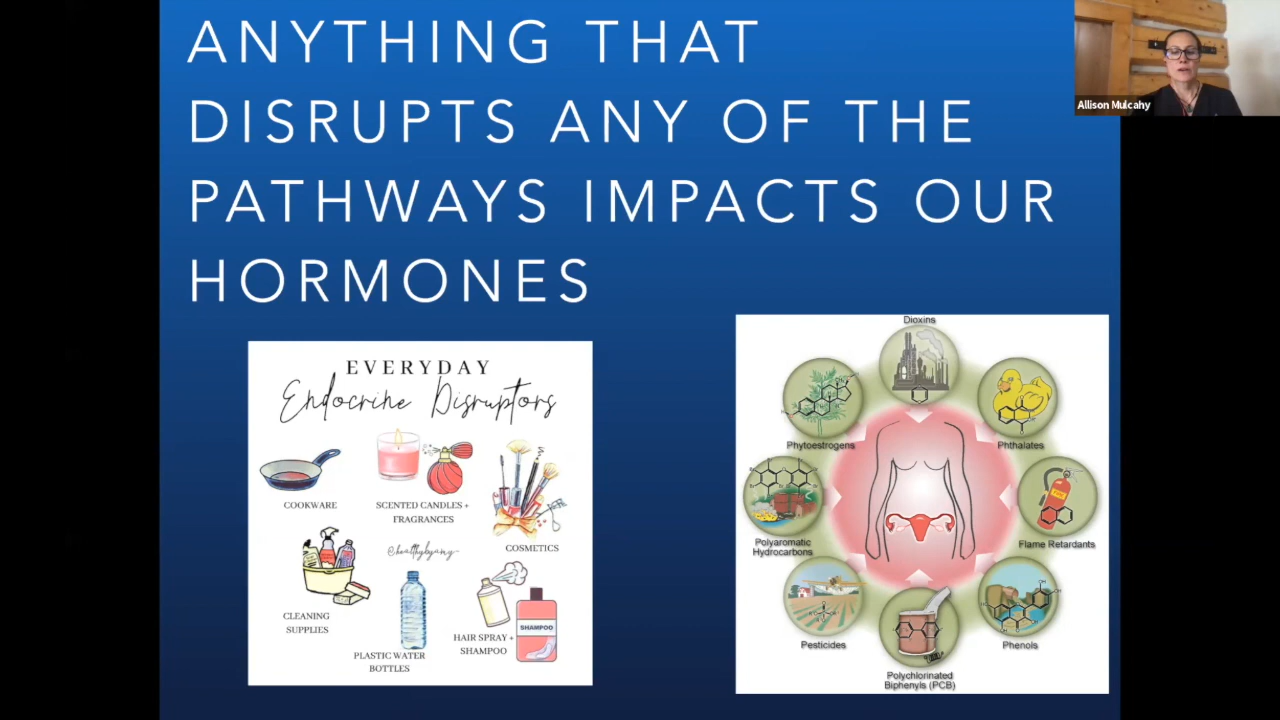 ANYTHING THAT
DISRUPTS ANY OF THE
PATHWAYS IMPACTS OUR
HORMONES
Allison Mulcahy
EVERYDAY
Endocrine Disruptors
COOKWARE
SCENTED CANDLES +
FRAGRANCES
COSMETICS
@healthybyamy
CLEANING
SUPPLIES
PLASTIC WATER
BOTTLES
HAIR SPRAY +
SHAMPOO
SHAMPOO
Dioxins
Phytoestrogens
Phthalates
Polyaromatic
Hydrocarbons
Flame Retardants
Pesticides
Phenols
Polychlorinated
Biphenyls (PCB)